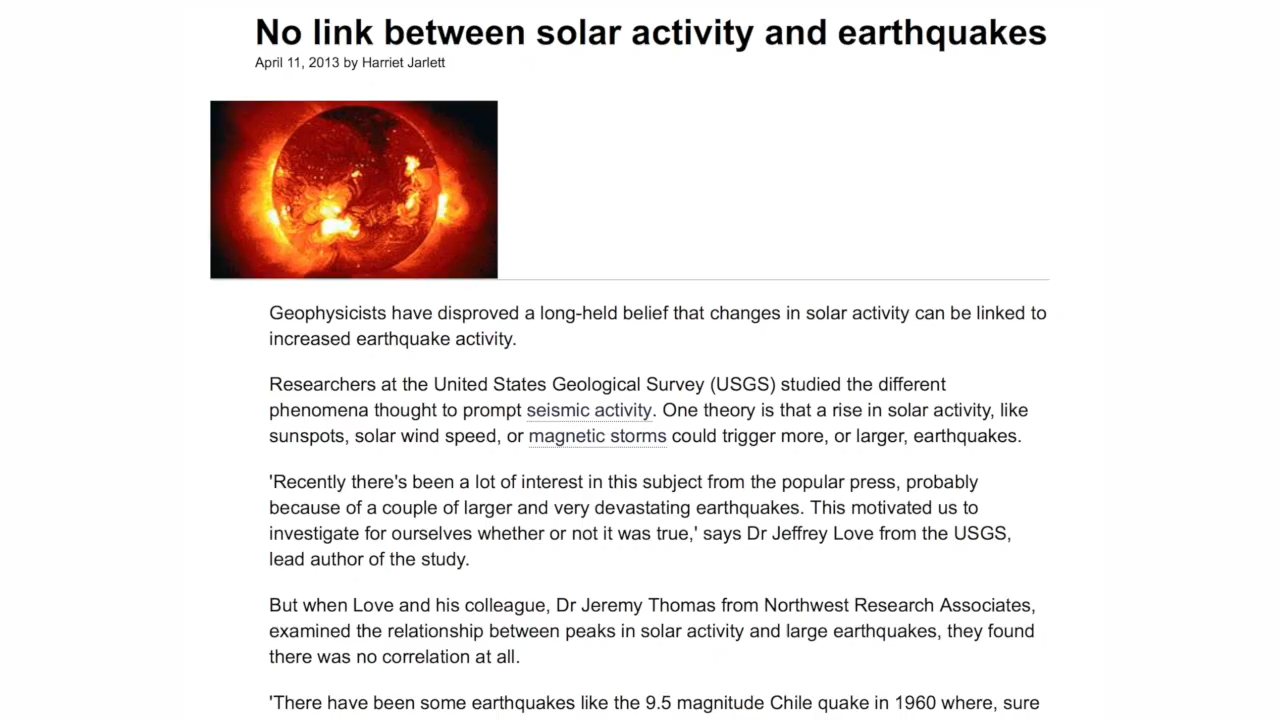 No link between solar activity and earthquakes
April 11, 2013 by Harriet Jarlett
Geophysicists have disproved a long-held belief that changes in solar activity can be linked to
increased earthquake activity.
Researchers at the United States Geological Survey (USGS) studied the different
phenomena thought to prompt seismic activity. One theory is that a rise in solar activity, like
sunspots, solar wind speed, or magnetic storms could trigger more, or larger, earthquakes.
'Recently there's been a lot of interest in this subject from the popular press, probably
because of a couple of larger and very devastating earthquakes. This motivated us to
investigate for ourselves whether or not it was true,' says Dr Jeffrey Love from the USGS,
lead author of the study.
But when Love and his colleague, Dr Jeremy Thomas from Northwest Research Associates,
examined the relationship between peaks in solar activity and large earthquakes, they found
there was no correlation at all.
'There have been some earthquakes like the 9.5 magnitude Chile quake in 1960 where, sure